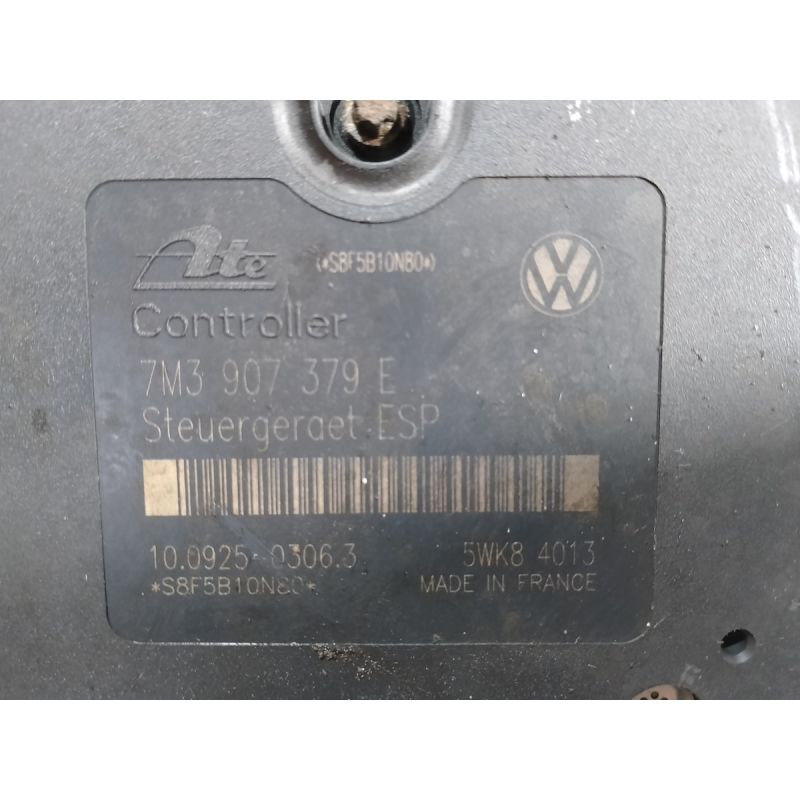 Ate (*S8F5B10N80*)
Controller
7M3 907 379 E
Steuergeraet ESP
10.0925-0306.3 5WK8 4013
*S8F5B10N80* MADE IN FRANCE